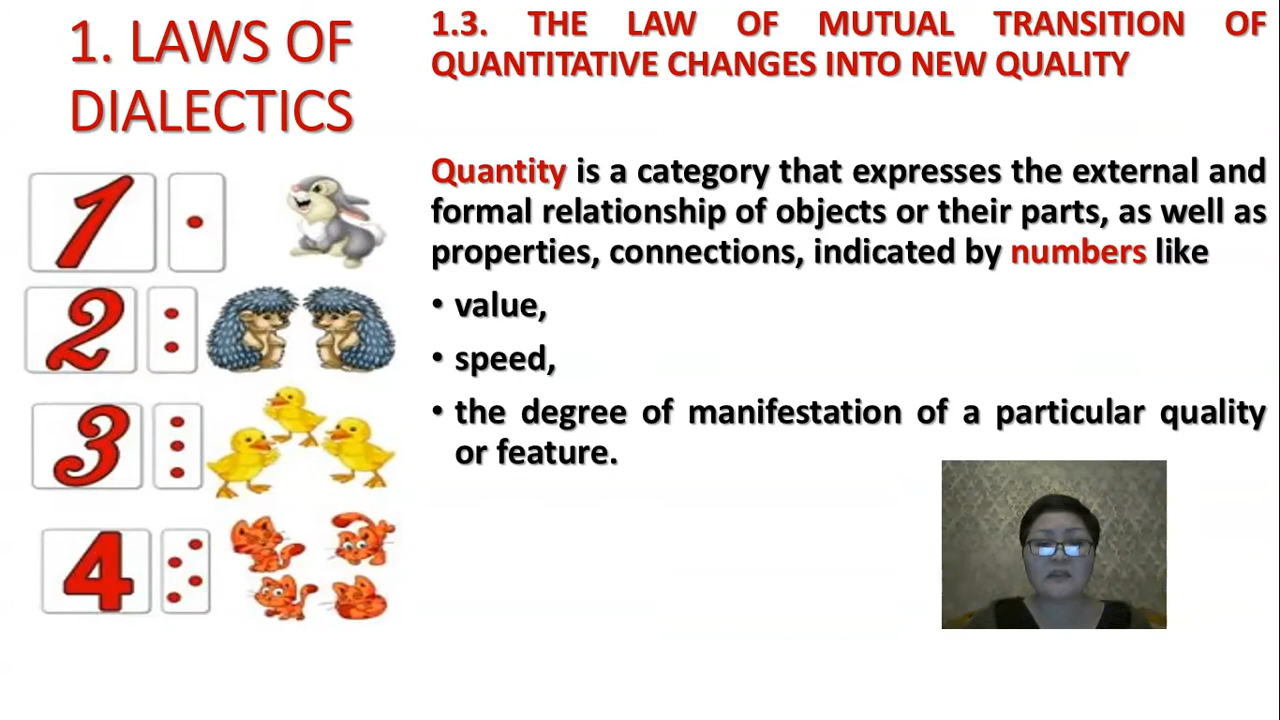 1. LAWS OF
DIALECTICS
1.3. THE LAW OF MUTUAL TRANSITION OF
QUANTITATIVE CHANGES INTO NEW QUALITY
Quantity is a category that expresses the external and
formal relationship of objects or their parts, as well as
properties, connections, indicated by numbers like
• value,
• speed,
• the degree of manifestation of a particular quality
or feature.
1
2
3
4